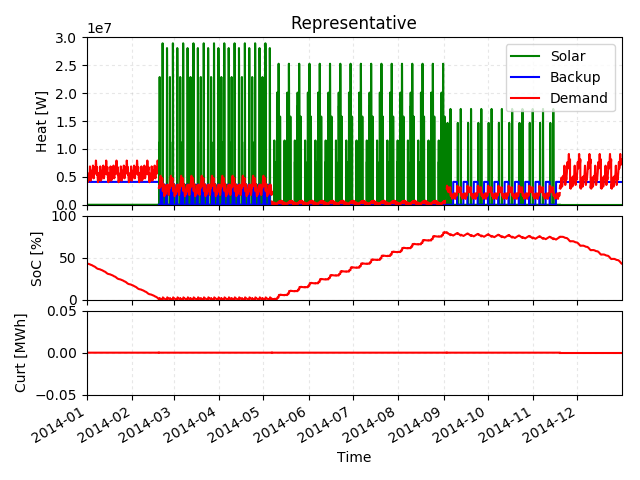 Representative
1e7
3.0
2.5
2.0
1.5
1.0
0.5
0.0
Heat [W]
Solar
Backup
Demand
100
50
0
SoC [%]
0.05
0.00
−0.05
Curt [MWh]
2014-01
2014-02
2014-03
2014-04
2014-05
2014-06
2014-07
2014-08
2014-09
2014-10
2014-11
2014-12
Time